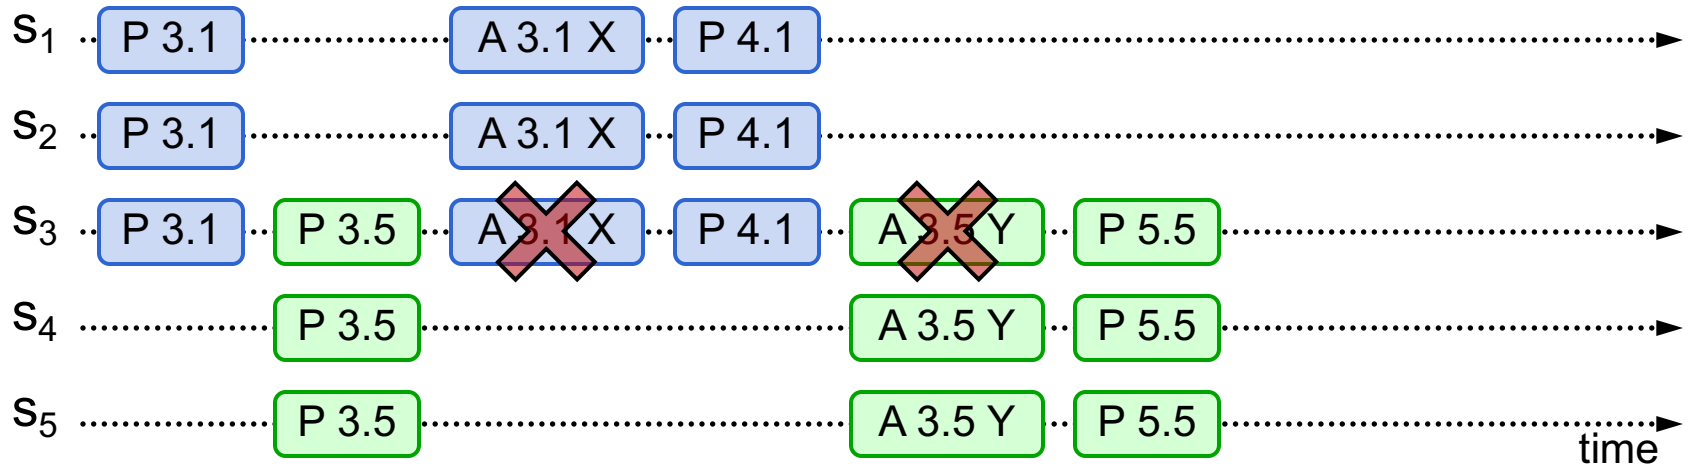 s1 P 3.1 A 3.1 X P 4.1
s2 P 3.1 A 3.1 X P 4.1
s3 P 3.1 P 3.5 A 3.1 X P 4.1 A 3.5 Y P 5.5
s4 P 3.5 A 3.5 Y P 5.5
s5 P 3.5 A 3.5 Y P 5.5
time